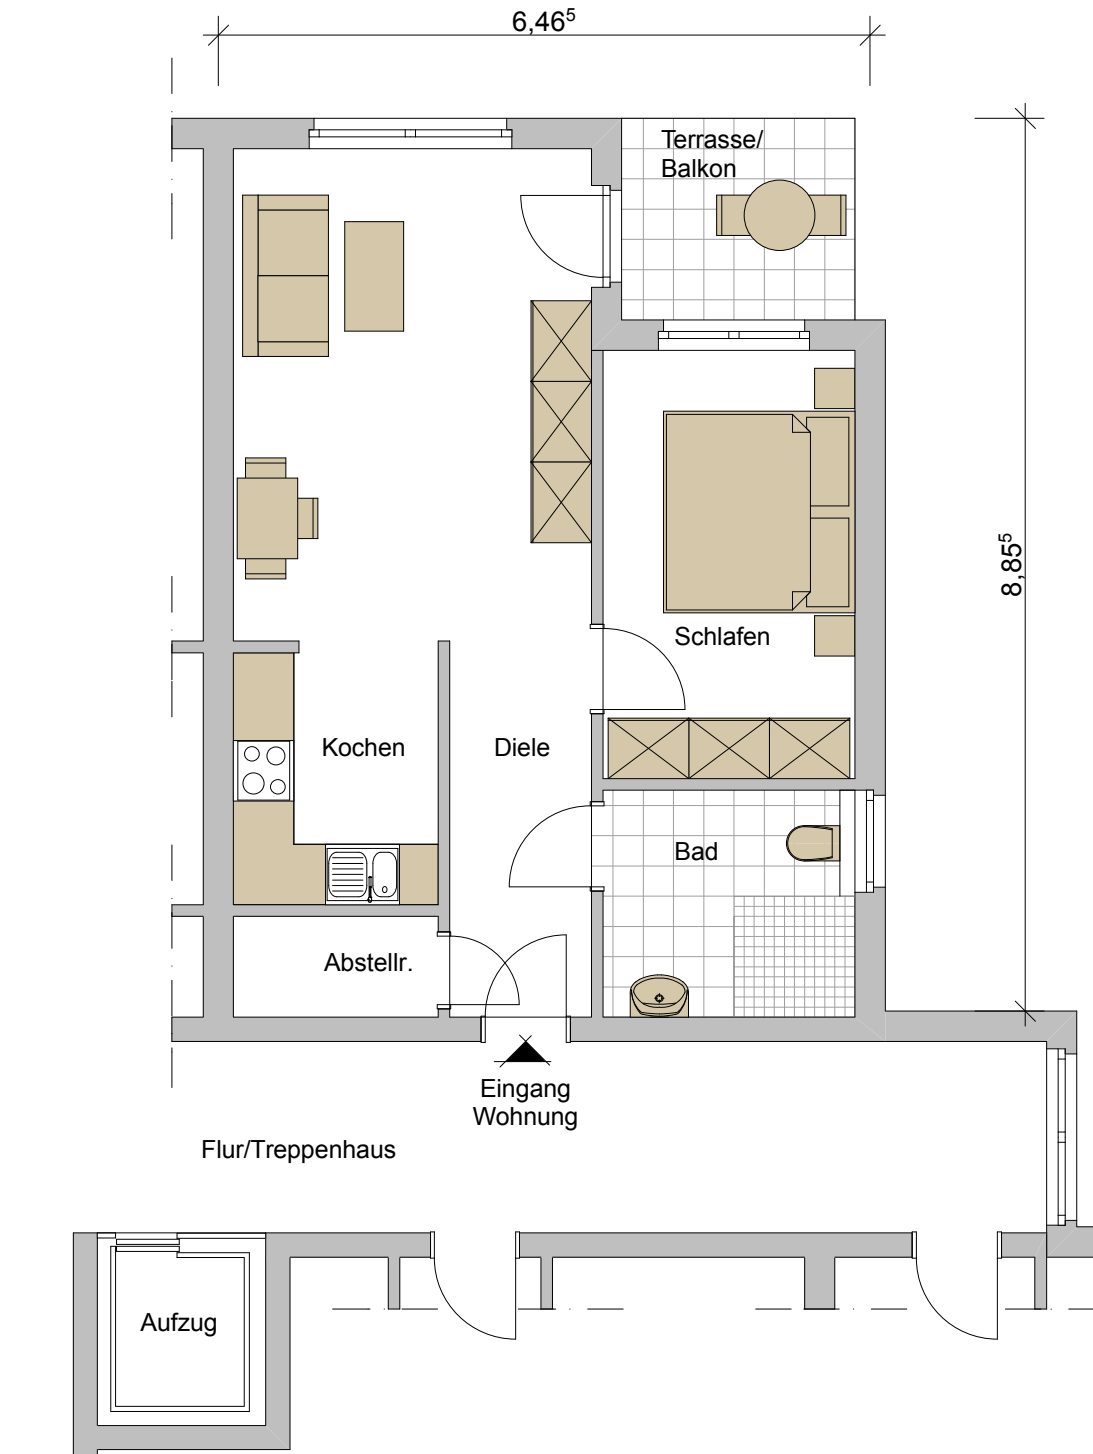 6,46⁵
Terrasse/
Balkon
8,85⁵
Schlafen
Kochen
Diele
Bad
Abstellr.
Eingang
Wohnung
Flur/Treppenhaus
Aufzug